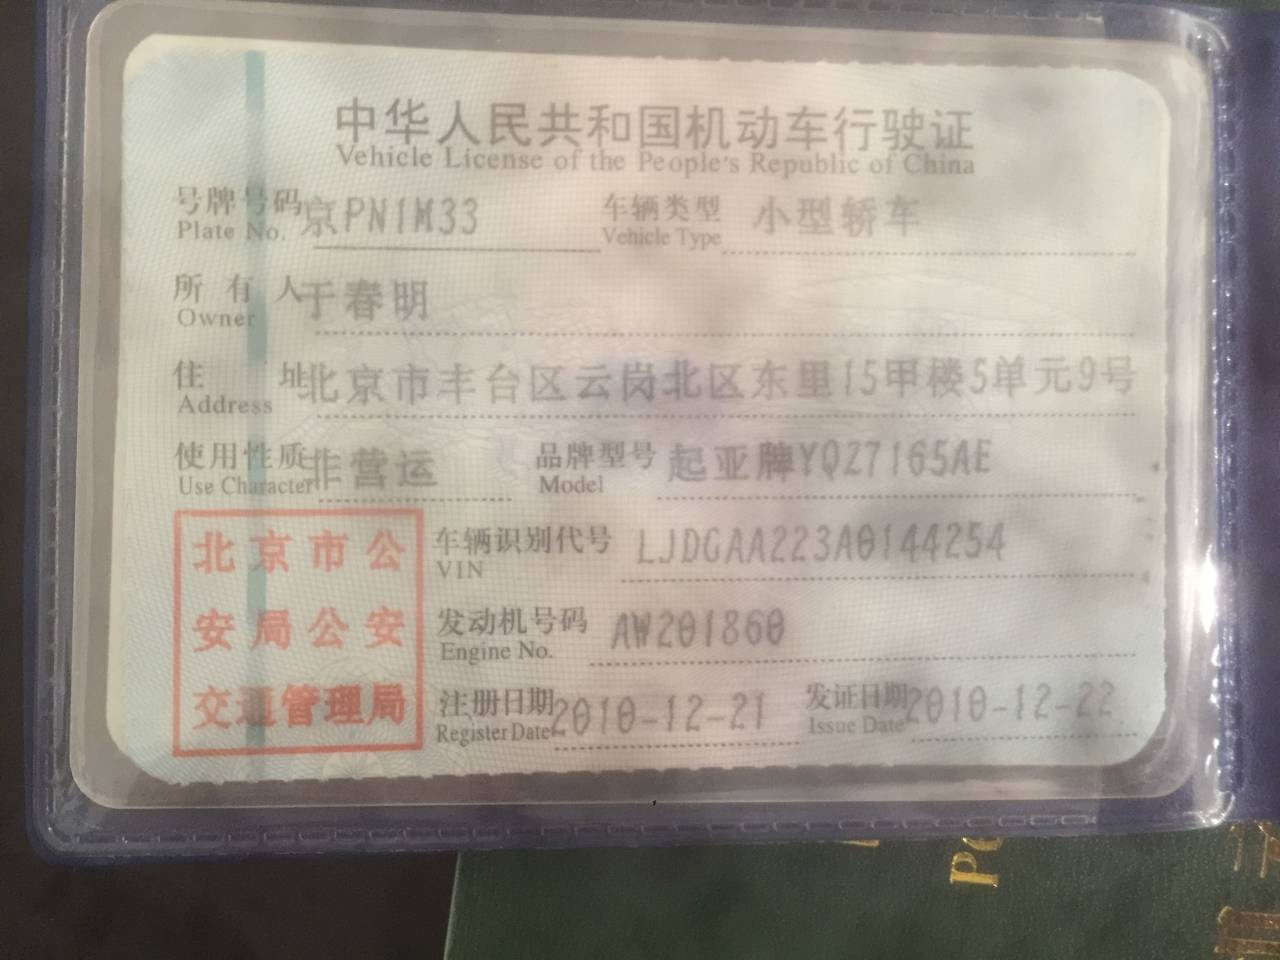 中华人民共和国机动车行驶证
Vehicle License of the People's Republic of China
号牌号码 京PN1M33 车辆类型 小型轿车
Plate No. Vehicle Type
所有人 于春明
Owner
住址 北京市丰台区云岗北区东里15甲楼5单元9号
Address
使用性质 非营运 品牌型号 起亚牌YQZ7165AE
Use Character Model
北京市公
安局公安
交通管理局
车辆识别代号 LJDGAA223A0144254
VIN
发动机号码 AW201860
Engine No.
注册日期 2010-12-21 发证日期 2010-12-22
Register Date Issue Date